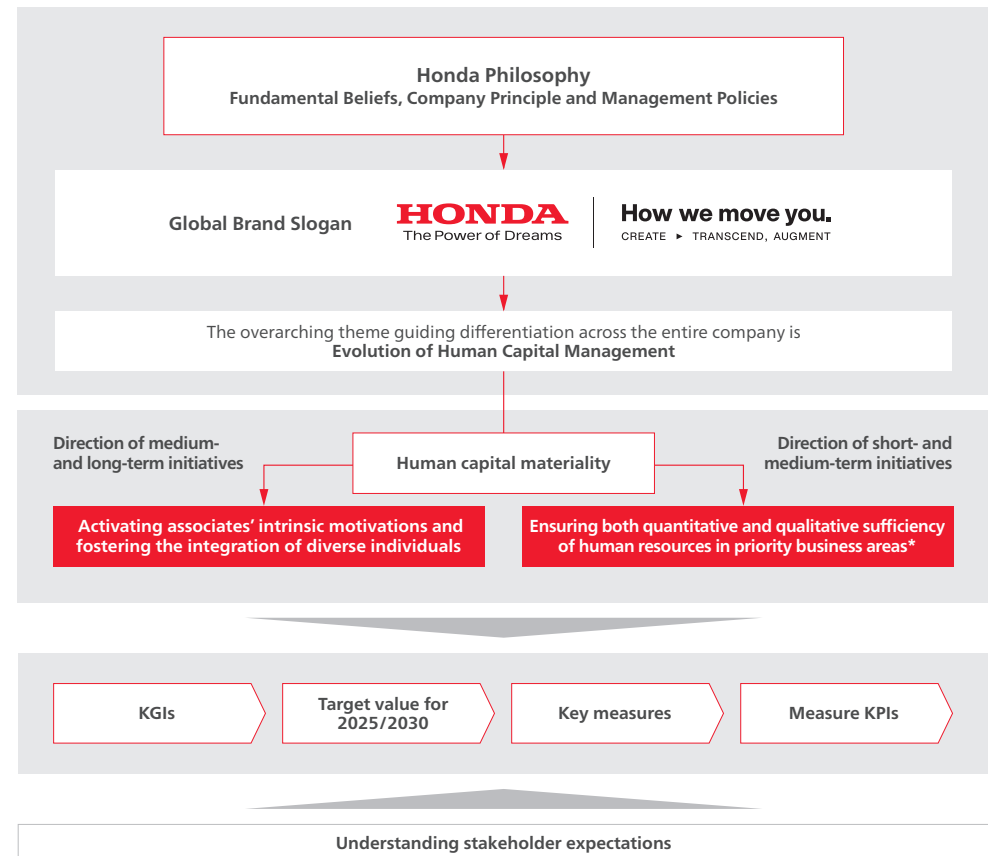 Honda Philosophy
Fundamental Beliefs, Company Principle and Management Policies
Global Brand Slogan
HONDA
The Power of Dreams
How we move you.
CREATE ► TRANSCEND, AUGMENT
The overarching theme guiding differentiation across the entire company is
Evolution of Human Capital Management
Direction of medium-
and long-term initiatives
Human capital materiality
Direction of short- and
medium-term initiatives
Activating associates’ intrinsic motivations and
fostering the integration of diverse individuals
Ensuring both quantitative and qualitative sufficiency
of human resources in priority business areas*
KGIs
Target value for
2025/2030
Key measures
Measure KPIs
Understanding stakeholder expectations